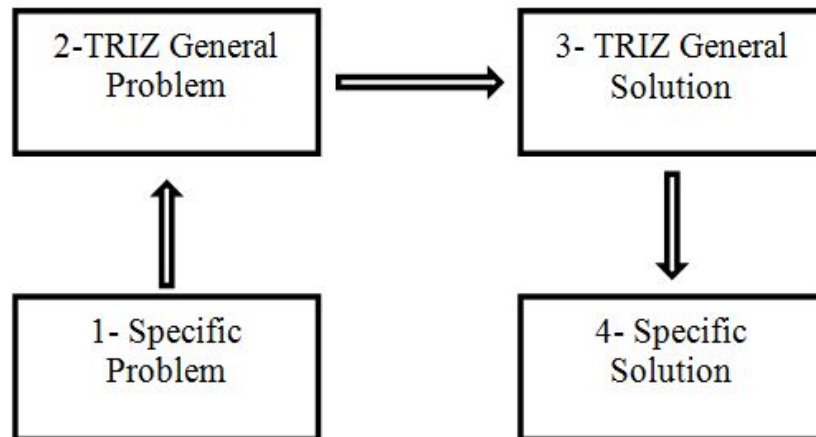 2-TRIZ General
Problem
3- TRIZ General
Solution
1- Specific
Problem
4- Specific
Solution